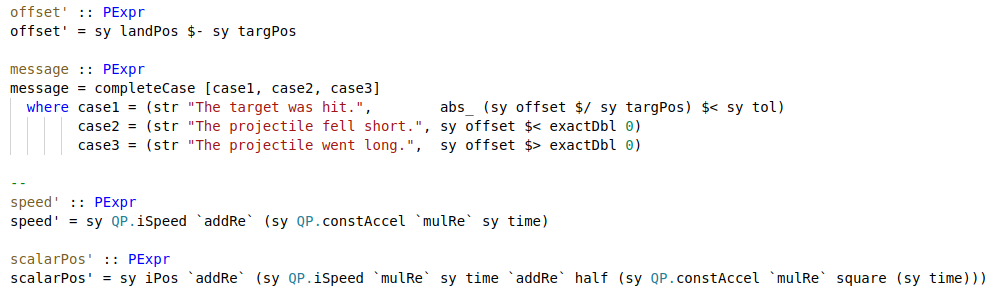 offset' :: PExpr
offset' = sy landPos $- sy targPos

message :: PExpr
message = completeCase [case1, case2, case3]
  where case1 = (str "The target was hit.",        abs_ (sy offset $/ sy targPos) $< sy tol)
        case2 = (str "The projectile fell short.", sy offset $< exactDbl 0)
        case3 = (str "The projectile went long.",  sy offset $> exactDbl 0)

--
speed' :: PExpr
speed' = sy QP.iSpeed `addRe` (sy QP.constAccel `mulRe` sy time)

scalarPos' :: PExpr
scalarPos' = sy iPos `addRe` (sy QP.iSpeed `mulRe` sy time `addRe` half (sy QP.constAccel `mulRe` square (sy time)))